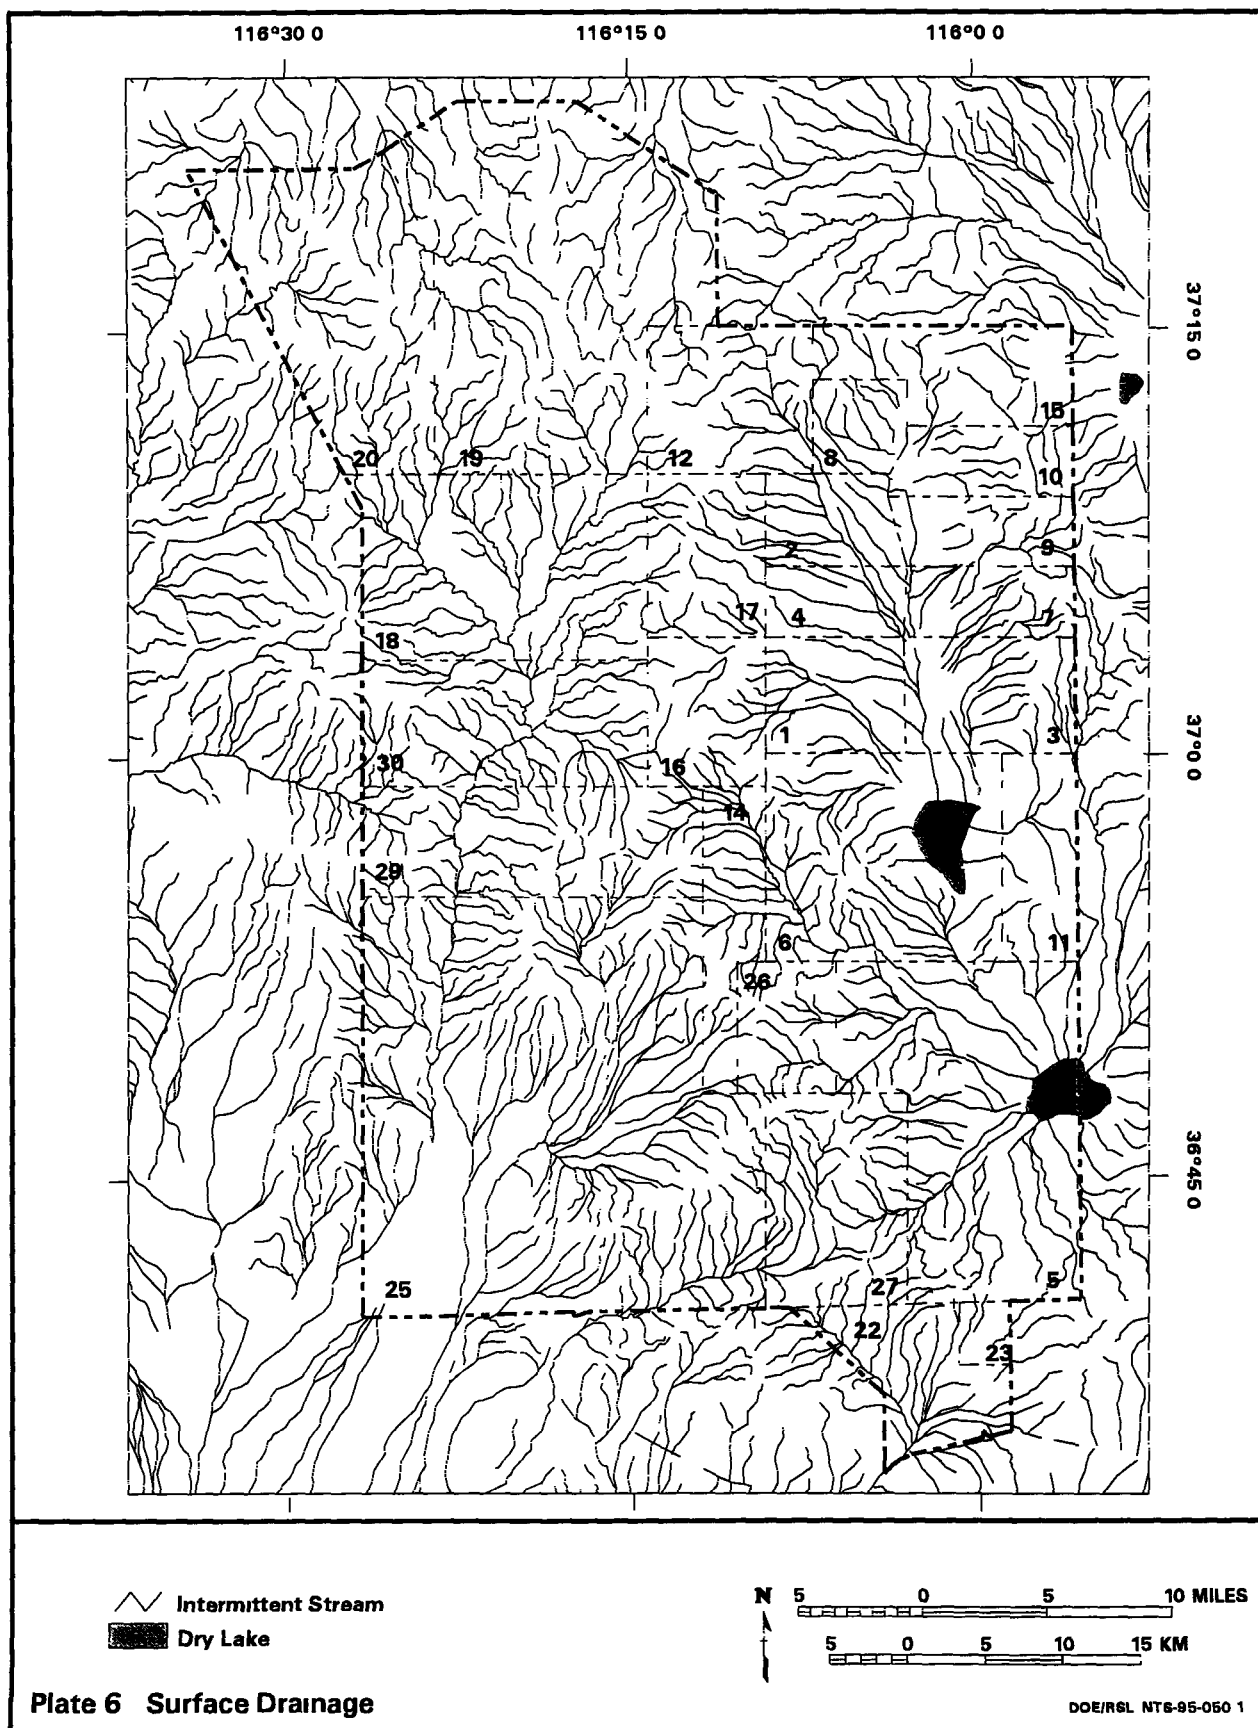 116°30 0 116°15 0 116°0 0
37°15 0
15
20 19 12 8
10
2 9
17 4 7
18
1 3
30 16
37°0 0
14
29
6 11
26
36°45 0
25 27 5
22
23
Intermittent Stream
Dry Lake
N 5 0 5 10 MILES
5 0 5 10 15 KM
Plate 6 Surface Drainage
DOE/RSL NTS-95-050 1